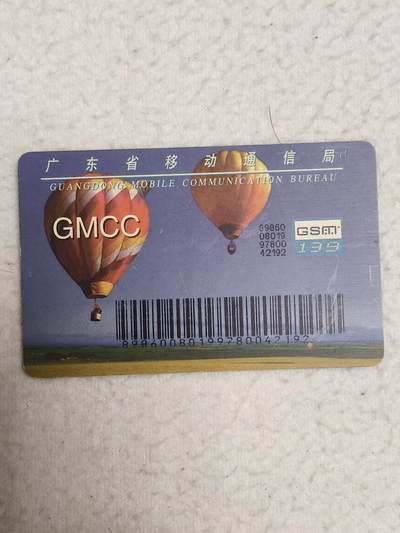 广东省移动通信局
GUANGDONG MOBILE COMMUNICATION BUREAU
GMCC
89860
08019
97800
42192
GSM
139
89860080199780042192